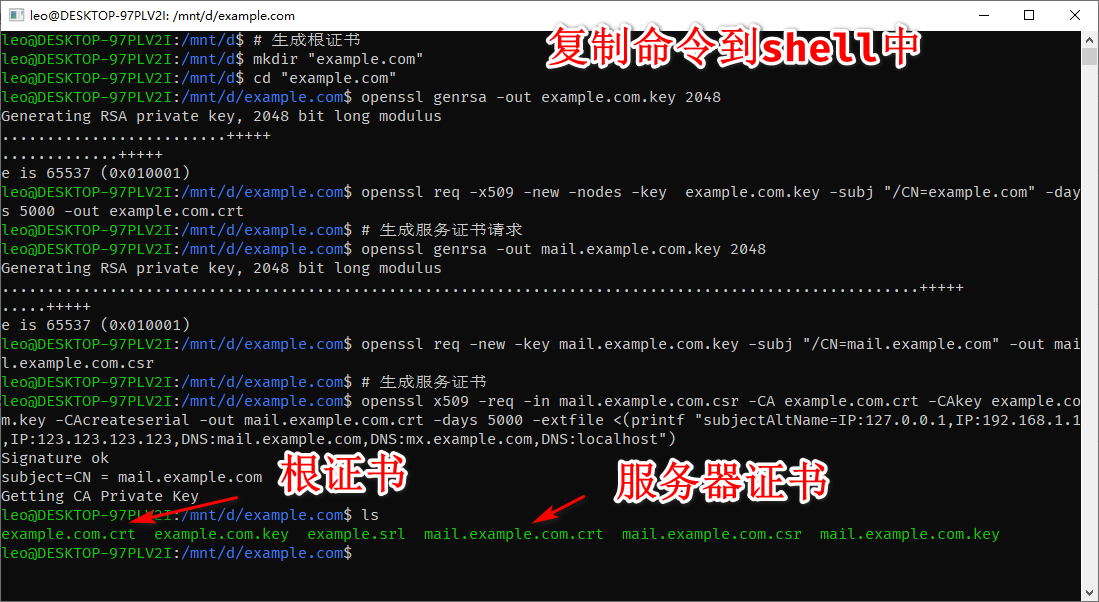 leo@DESKTOP-97PLV2I: /mnt/d/example.com
复制命令到shell中
leo@DESKTOP-97PLV2I:/mnt/d$ # 生成根证书
leo@DESKTOP-97PLV2I:/mnt/d$ mkdir "example.com"
leo@DESKTOP-97PLV2I:/mnt/d$ cd "example.com"
leo@DESKTOP-97PLV2I:/mnt/d/example.com$ openssl genrsa -out example.com.key 2048
Generating RSA private key, 2048 bit long modulus
.........................+++++
.............+++++
e is 65537 (0x010001)
leo@DESKTOP-97PLV2I:/mnt/d/example.com$ openssl req -x509 -new -nodes -key  example.com.key -subj "/CN=example.com" -day
s 5000 -out example.com.crt
leo@DESKTOP-97PLV2I:/mnt/d/example.com$ # 生成服务证书请求
leo@DESKTOP-97PLV2I:/mnt/d/example.com$ openssl genrsa -out mail.example.com.key 2048
Generating RSA private key, 2048 bit long modulus
......................................................................................................+++++
.....+++++
e is 65537 (0x010001)
leo@DESKTOP-97PLV2I:/mnt/d/example.com$ openssl req -new -key mail.example.com.key -subj "/CN=mail.example.com" -out mai
l.example.com.csr
leo@DESKTOP-97PLV2I:/mnt/d/example.com$ # 生成服务证书
leo@DESKTOP-97PLV2I:/mnt/d/example.com$ openssl x509 -req -in mail.example.com.csr -CA example.com.crt -CAkey example.co
m.key -CAcreateserial -out mail.example.com.crt -days 5000 -extfile <(printf "subjectAltName=IP:127.0.0.1,IP:192.168.1.1
,IP:123.123.123.123,DNS:mail.example.com,DNS:mx.example.com,DNS:localhost")
Signature ok
subject=CN = mail.example.com
Getting CA Private Key
根证书
服务器证书
leo@DESKTOP-97PLV2I:/mnt/d/example.com$ ls
example.com.crt  example.com.key  example.srl  mail.example.com.crt  mail.example.com.csr  mail.example.com.key
leo@DESKTOP-97PLV2I:/mnt/d/example.com$